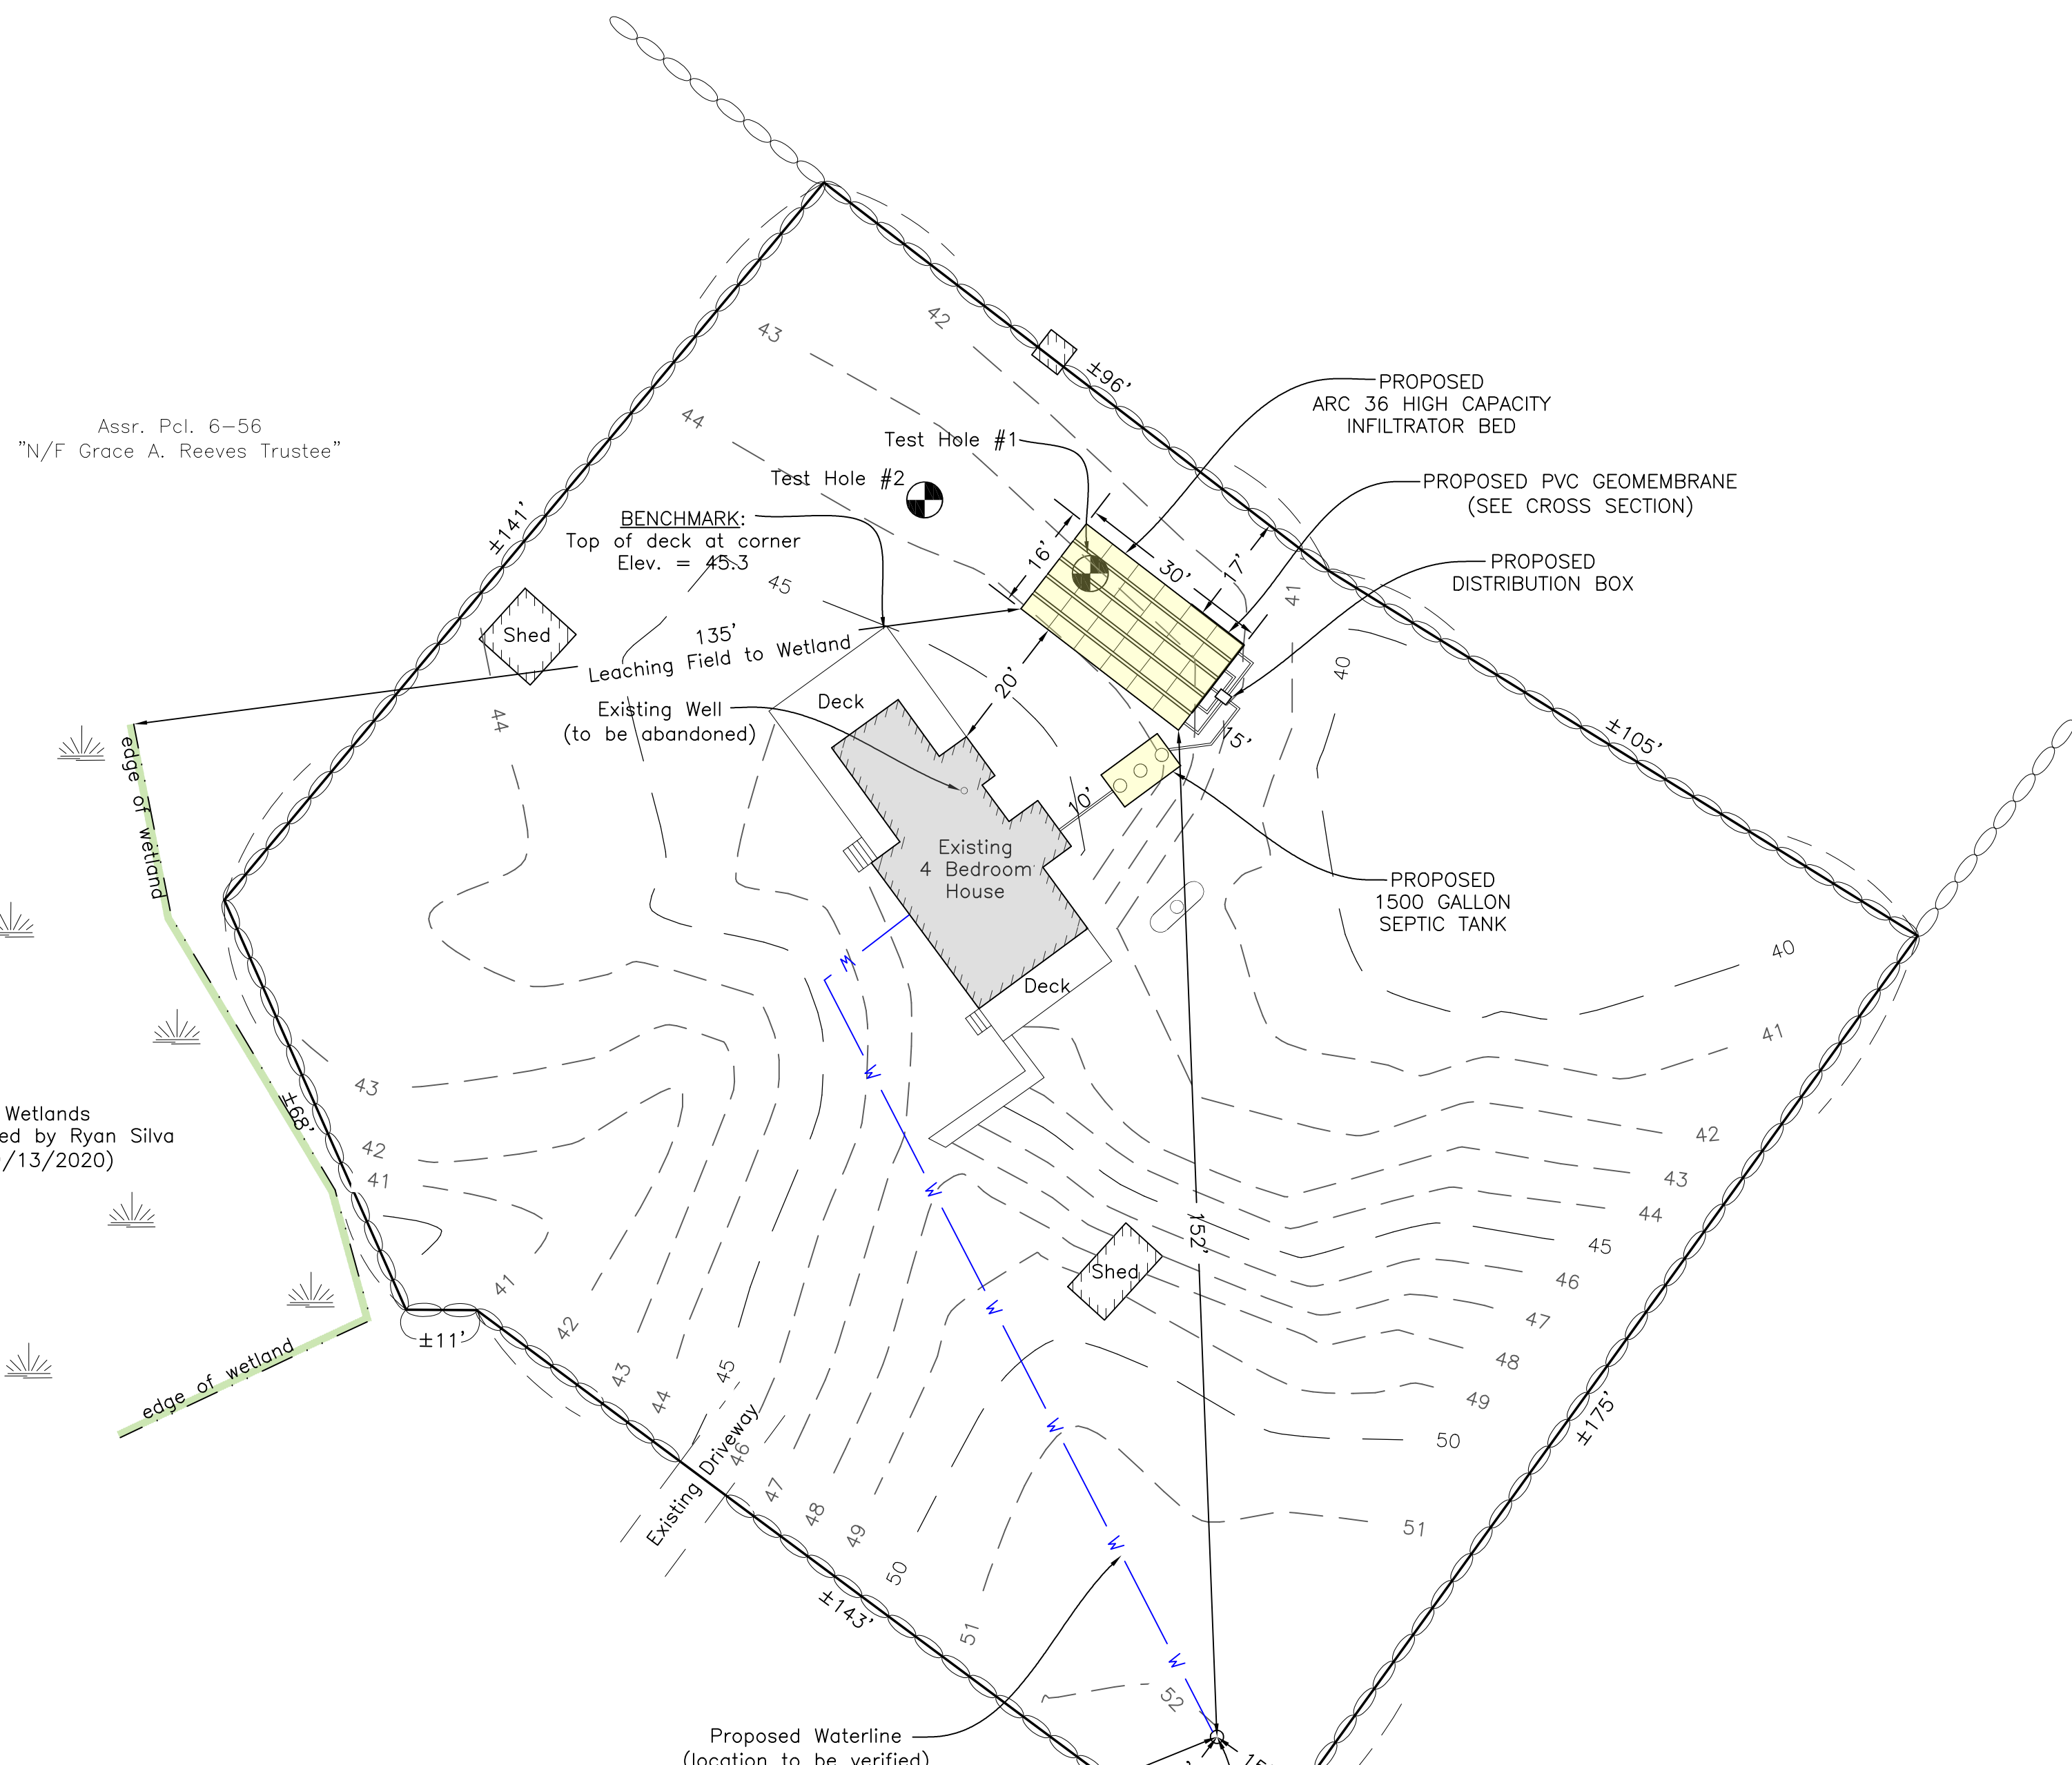 ±96'
PROPOSED
ARC 36 HIGH CAPACITY
INFILTRATOR BED
Assr. Pcl. 6-56
"N/F Grace A. Reeves Trustee"
43
42
44
Test Hole #1
Test Hole #2
PROPOSED PVC GEOMEMBRANE
(SEE CROSS SECTION)
±141'
BENCHMARK:
Top of deck at corner
Elev. = 45.3
45
16'
30'
17'
41
PROPOSED
DISTRIBUTION BOX
Shed
135'
Leaching Field to Wetland
40
20'
44
Deck
Existing Well
(to be abandoned)
15'
±105'
edge of wetland
10'
Existing
4 Bedroom
House
PROPOSED
1500 GALLON
SEPTIC TANK
W
Deck
40
41
W
43
±68'
Wetlands
ed by Ryan Silva
/13/2020)
42
41
42
43
44
45
46
47
48
49
50
51
W
152'
Shed
W
41
42
43
44
45
46
47
48
49
50
51
±11'
edge of wetland
Existing Driveway
W
±175'
W
±143'
W
52
Proposed Waterline
(location to be verified)